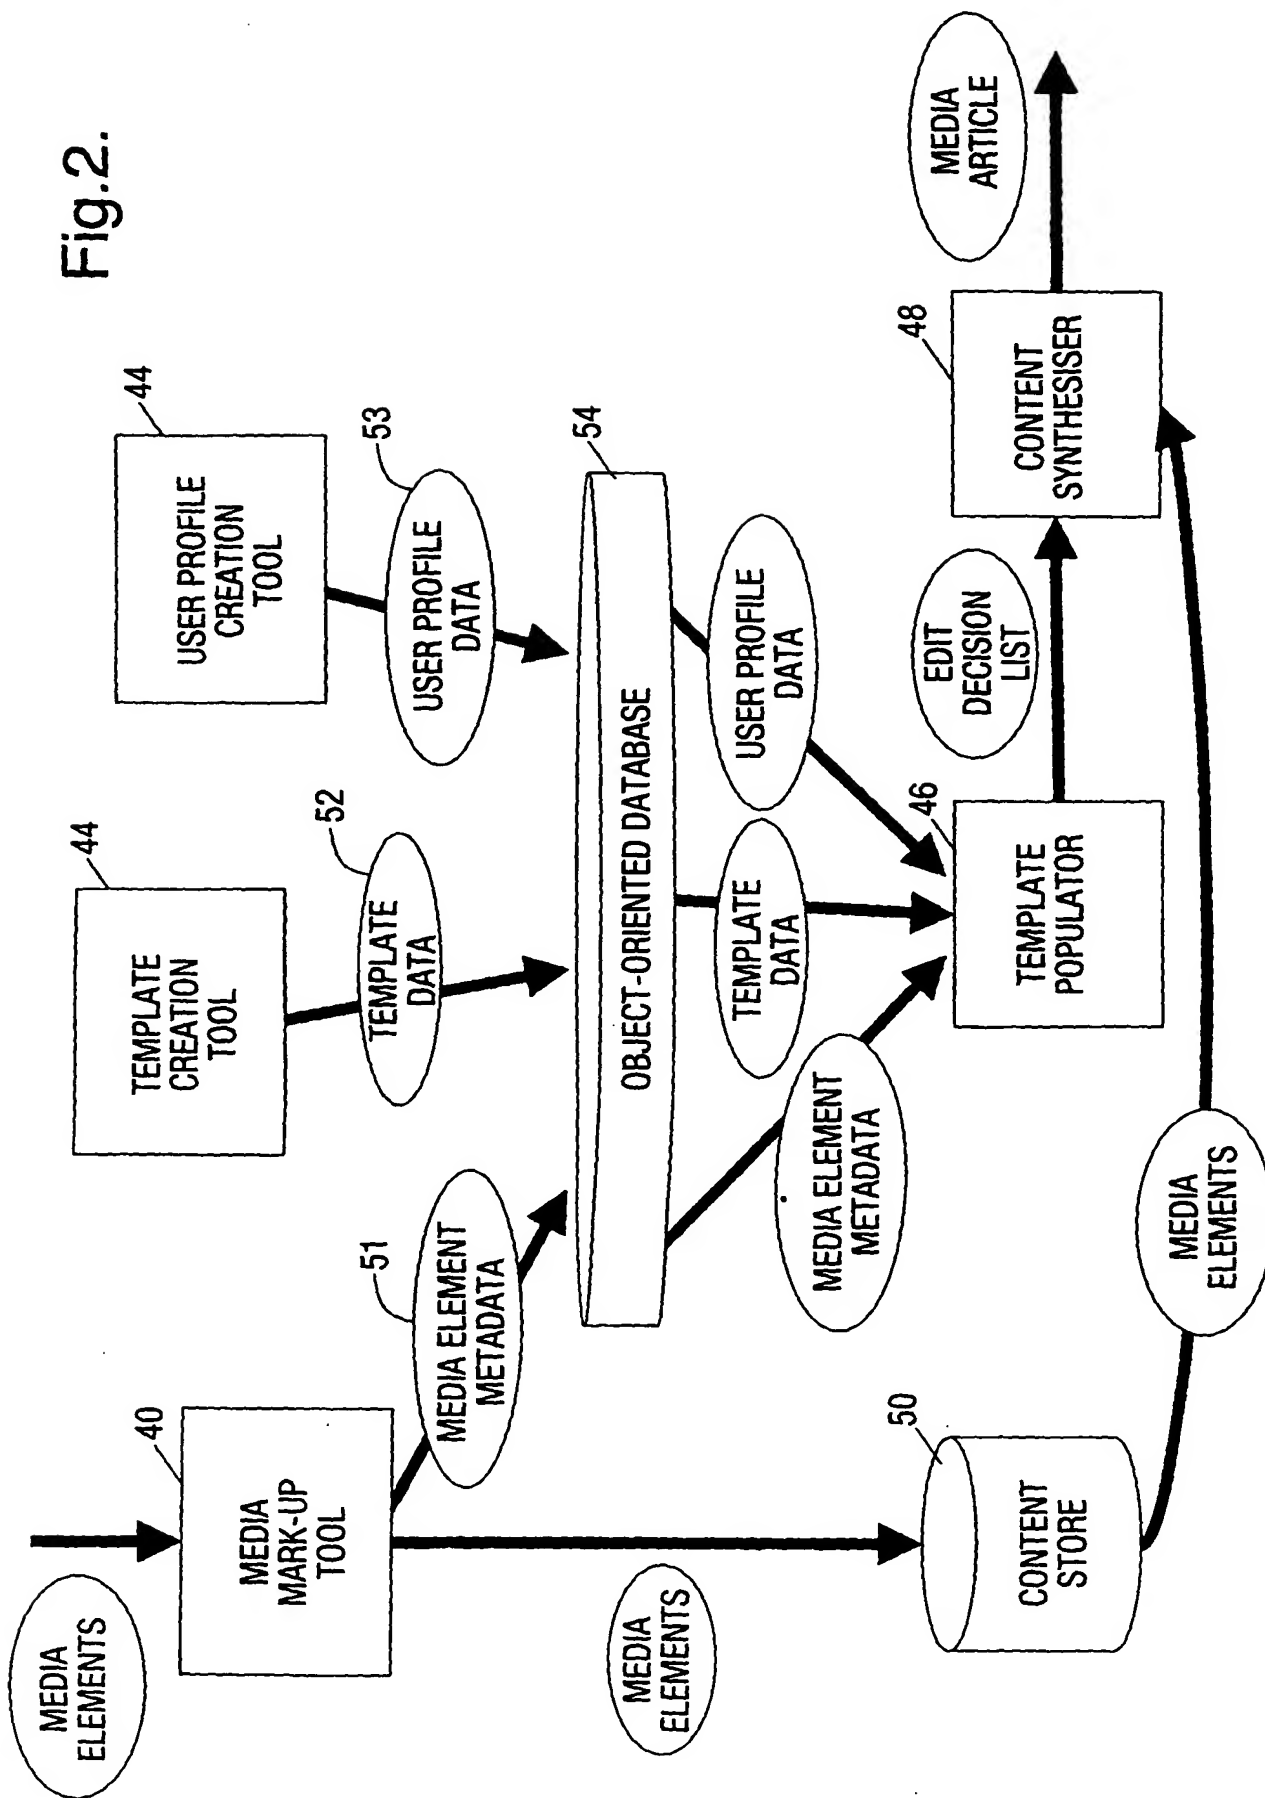 Fig.2.
MEDIA
ELEMENTS
40
MEDIA
MARK-UP
TOOL
44
TEMPLATE
CREATION
TOOL
44
USER PROFILE
CREATION
TOOL
51
MEDIA ELEMENT
METADATA
52
TEMPLATE
DATA
53
USER PROFILE
DATA
54
OBJECT-ORIENTED DATABASE
MEDIA
ELEMENTS
MEDIA ELEMENT
METADATA
TEMPLATE
DATA
USER PROFILE
DATA
50
CONTENT
STORE
46
TEMPLATE
POPULATOR
EDIT
DECISION
LIST
48
CONTENT
SYNTHESISER
MEDIA
ARTICLE
MEDIA
ELEMENTS